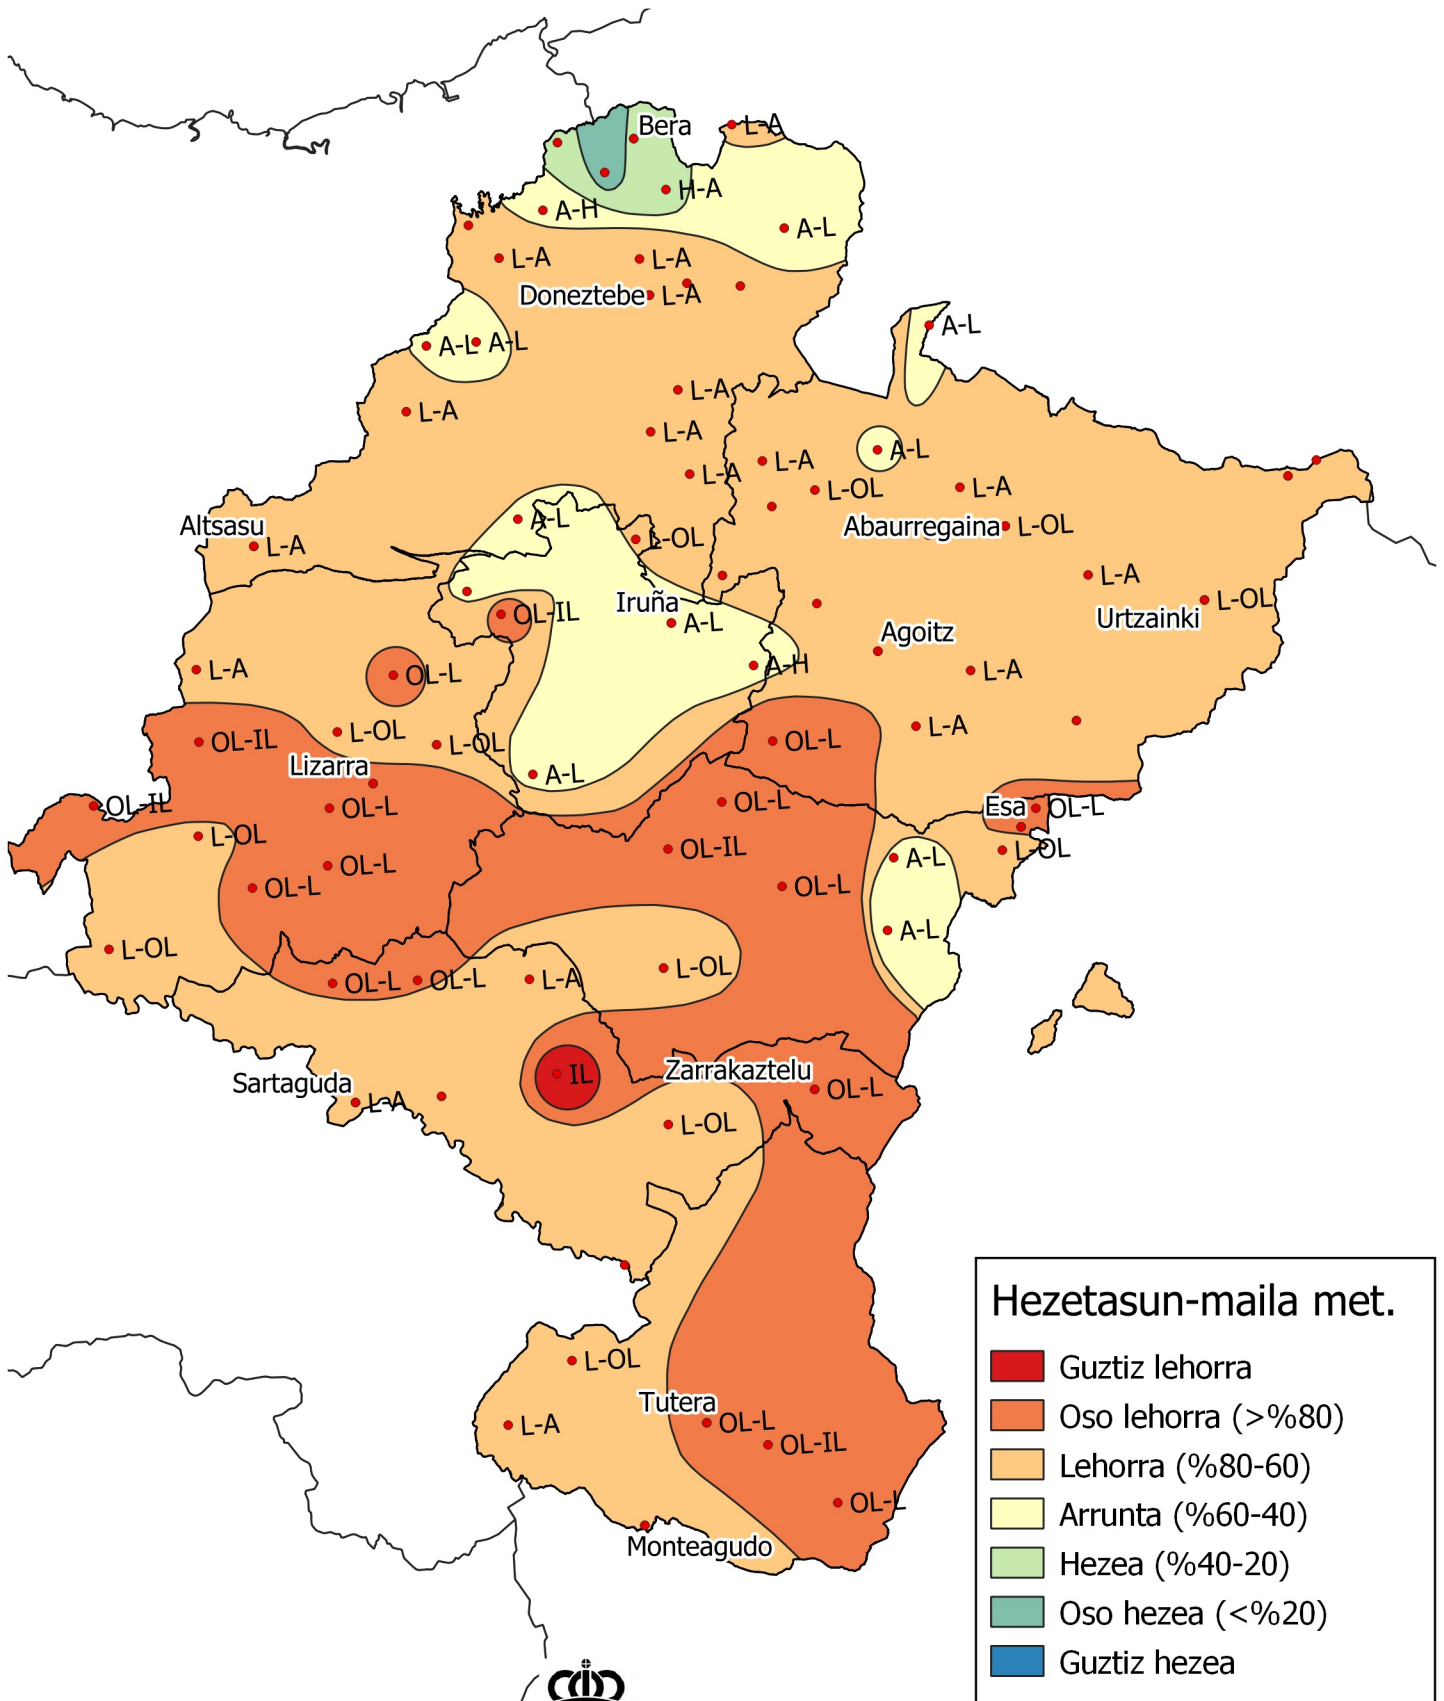 Bera
L-A
H-A
A-H
A-L
L-A
L-A
Doneztebe
L-A
A-L
A-L
A-L
L-A
L-A
L-A
L-A
L-A
A-L
L-OL
L-A
Altsasu
L-A
A-L
L-OL
Abaurregaina
L-OL
L-A
L-OL
Urtzainki
OL-IL
Iruña
A-L
Agoitz
L-A
OL-L
A-H
L-A
OL-IL
L-OL
L-OL
OL-L
L-A
Lizarra
A-L
OL-IL
OL-L
OL-L
Esa
OL-L
L-OL
OL-IL
L-OL
A-L
OL-L
OL-L
OL-L
A-L
L-OL
OL-L
OL-L
L-A
L-OL
Sartaguda
L-A
IL
Zarrakaztelu
OL-L
L-OL
L-OL
L-A
Tutera
OL-L
OL-IL
OL-L
Monteagudo
Hezetasun-maila met.
Guztiz lehorra
Oso lehorra (>%80)
Lehorra (%80-60)
Arrunta (%60-40)
Hezea (%40-20)
Oso hezea (<%20)
Guztiz hezea